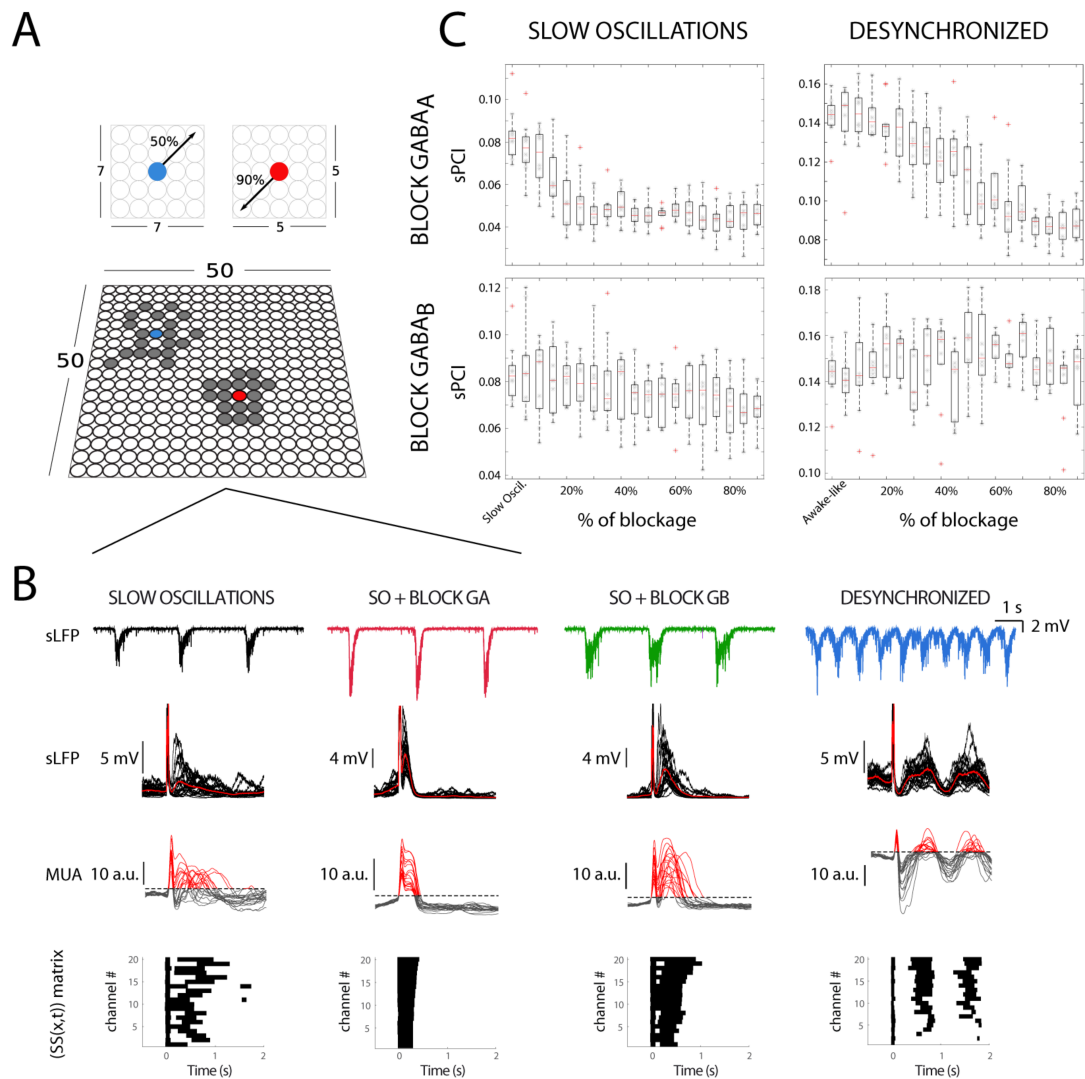 A
50%
7
7
90%
5
5
50
50
C
SLOW OSCILLATIONS
DESYNCHRONIZED
BLOCK GABAA
sPCI
0.10
0.08
0.06
0.04
0.16
0.14
0.12
0.10
0.08
BLOCK GABAB
sPCI
0.12
0.10
0.08
0.06
0.04
0.18
0.16
0.14
0.12
0.10
Slow Oscil.
20%
40%
60%
80%
% of blockage
Awake-like
20%
40%
60%
80%
% of blockage
B
SLOW OSCILLATIONS
SO + BLOCK GA
SO + BLOCK GB
DESYNCHRONIZED
1 s
2 mV
sLFP
sLFP
5 mV
4 mV
4 mV
5 mV
MUA
10 a.u.
10 a.u.
10 a.u.
10 a.u.
(SS(x,t)) matrix
channel #
20
15
10
5
0
1
2
Time (s)
channel #
20
15
10
5
0
1
2
Time (s)
channel #
20
15
10
5
0
1
2
Time (s)
channel #
20
15
10
5
0
1
2
Time (s)